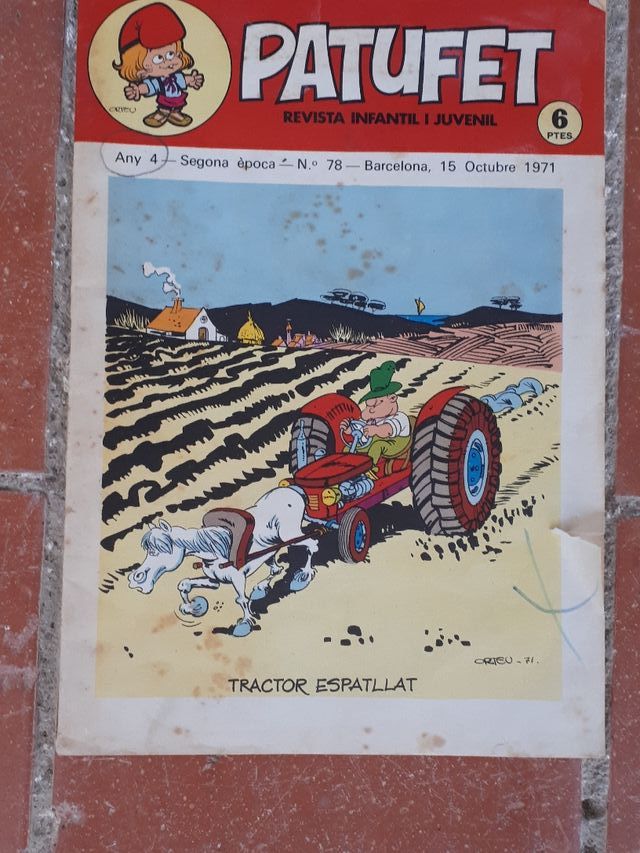 ORTEU
PATUFET
REVISTA INFANTIL I JUVENIL
6
PTES
Any 4 — Segona època — N.º 78 — Barcelona, 15 Octubre 1971
ORTEU - 71.
TRACTOR ESPATLLAT